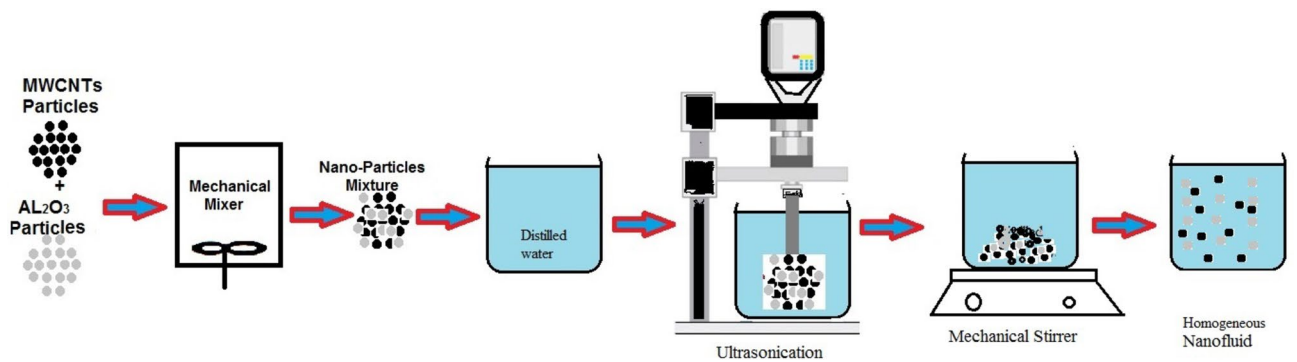 MWCNTs
Particles
+
AL₂O₃
Particles
Mechanical
Mixer
Nano-Particles
Mixture
Distilled
water
Ultrasonication
Mechanical Stirrer
Homogeneous
Nanofluid